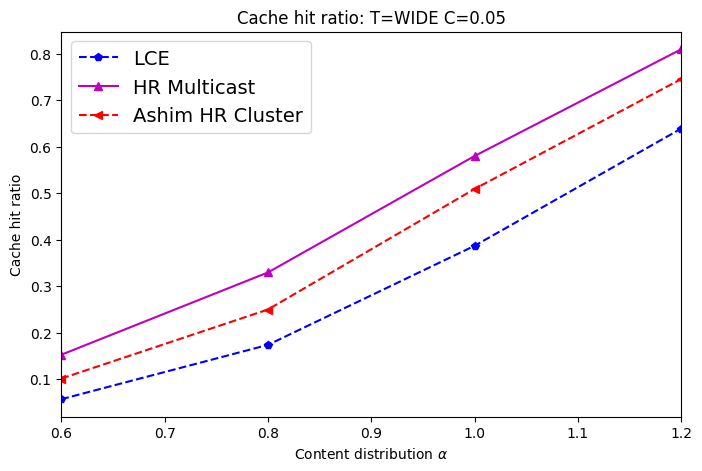 Cache hit ratio: T=WIDE C=0.05
LCE
HR Multicast
Ashim HR Cluster
Cache hit ratio
0.8
0.7
0.6
0.5
0.4
0.3
0.2
0.1
0.6 0.7 0.8 0.9 1.0 1.1 1.2
Content distribution α